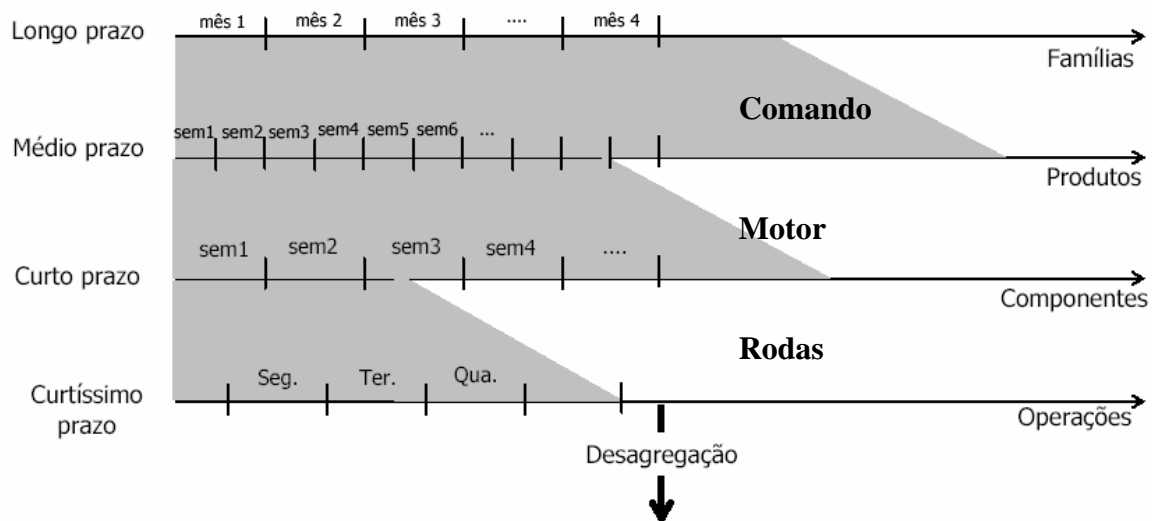 Longo prazo
mês 1 mês 2 mês 3 .... mês 4
Famílias
Comando
Médio prazo
sem1 sem2 sem3 sem4 sem5 sem6 ...
Produtos
Motor
Curto prazo
sem1 sem2 sem3 sem4 ....
Componentes
Rodas
Curtíssimo
prazo
Seg. Ter. Qua.
Operações
Desagregação